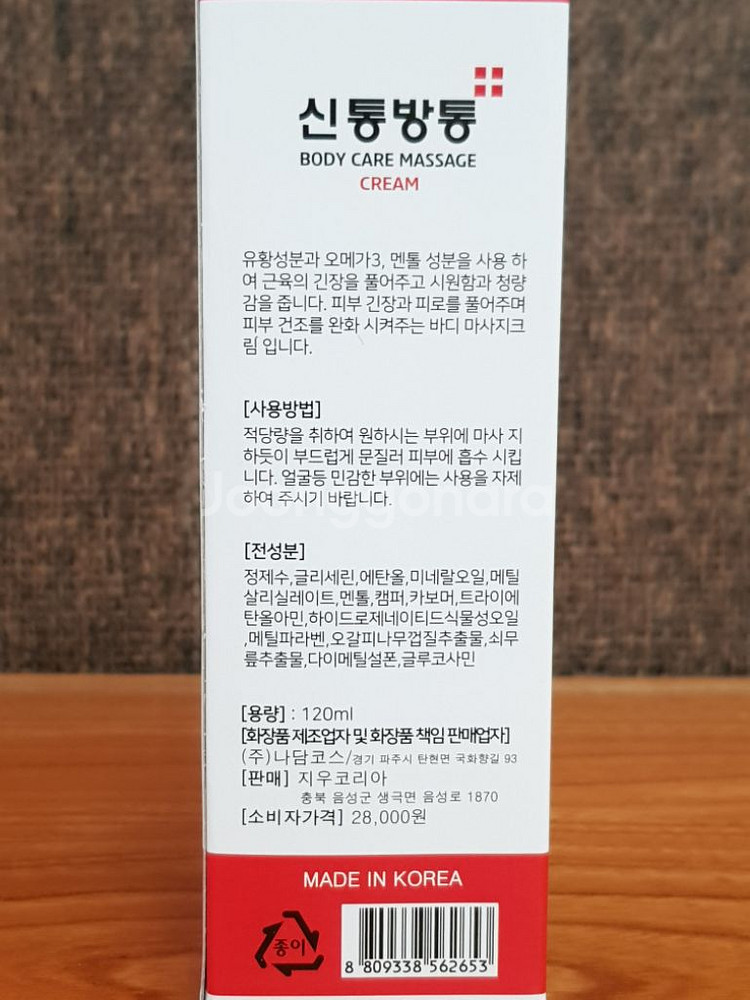 신통방통
BODY CARE MASSAGE
CREAM
유황성분과 오메가3, 멘톨 성분을 사용 하
여 근육의 긴장을 풀어주고 시원함과 청량
감을 줍니다. 피부 긴장과 피로를 풀어주며
피부 건조를 완화 시켜주는 바디 마사지크
림 입니다.
[사용방법]
적당량을 취하여 원하시는 부위에 마사 지
하듯이 부드럽게 문질러 피부에 흡수 시킵
니다. 얼굴등 민감한 부위에는 사용을 자제
하여 주시기 바랍니다.
Joonggonara
[전성분]
정제수,글리세린,에탄올,미네랄오일,메틸
살리실레이트,멘톨,캠퍼,카보머,트라이에
탄올아민,하이드로제네이티드식물성오일
,메틸파라벤,오갈피나무껍질추출물,쇠무
릎추출물,다이메틸설폰,글루코사민
[용량] : 120ml
[화장품 제조업자 및 화장품 책임 판매업자]
(주)나담코스/경기 파주시 탄현면 국화향길 93
[판매] 지우코리아
충북 음성군 생극면 음성로 1870
[소비자가격] 28,000원
MADE IN KOREA
종이
8 809338 562653